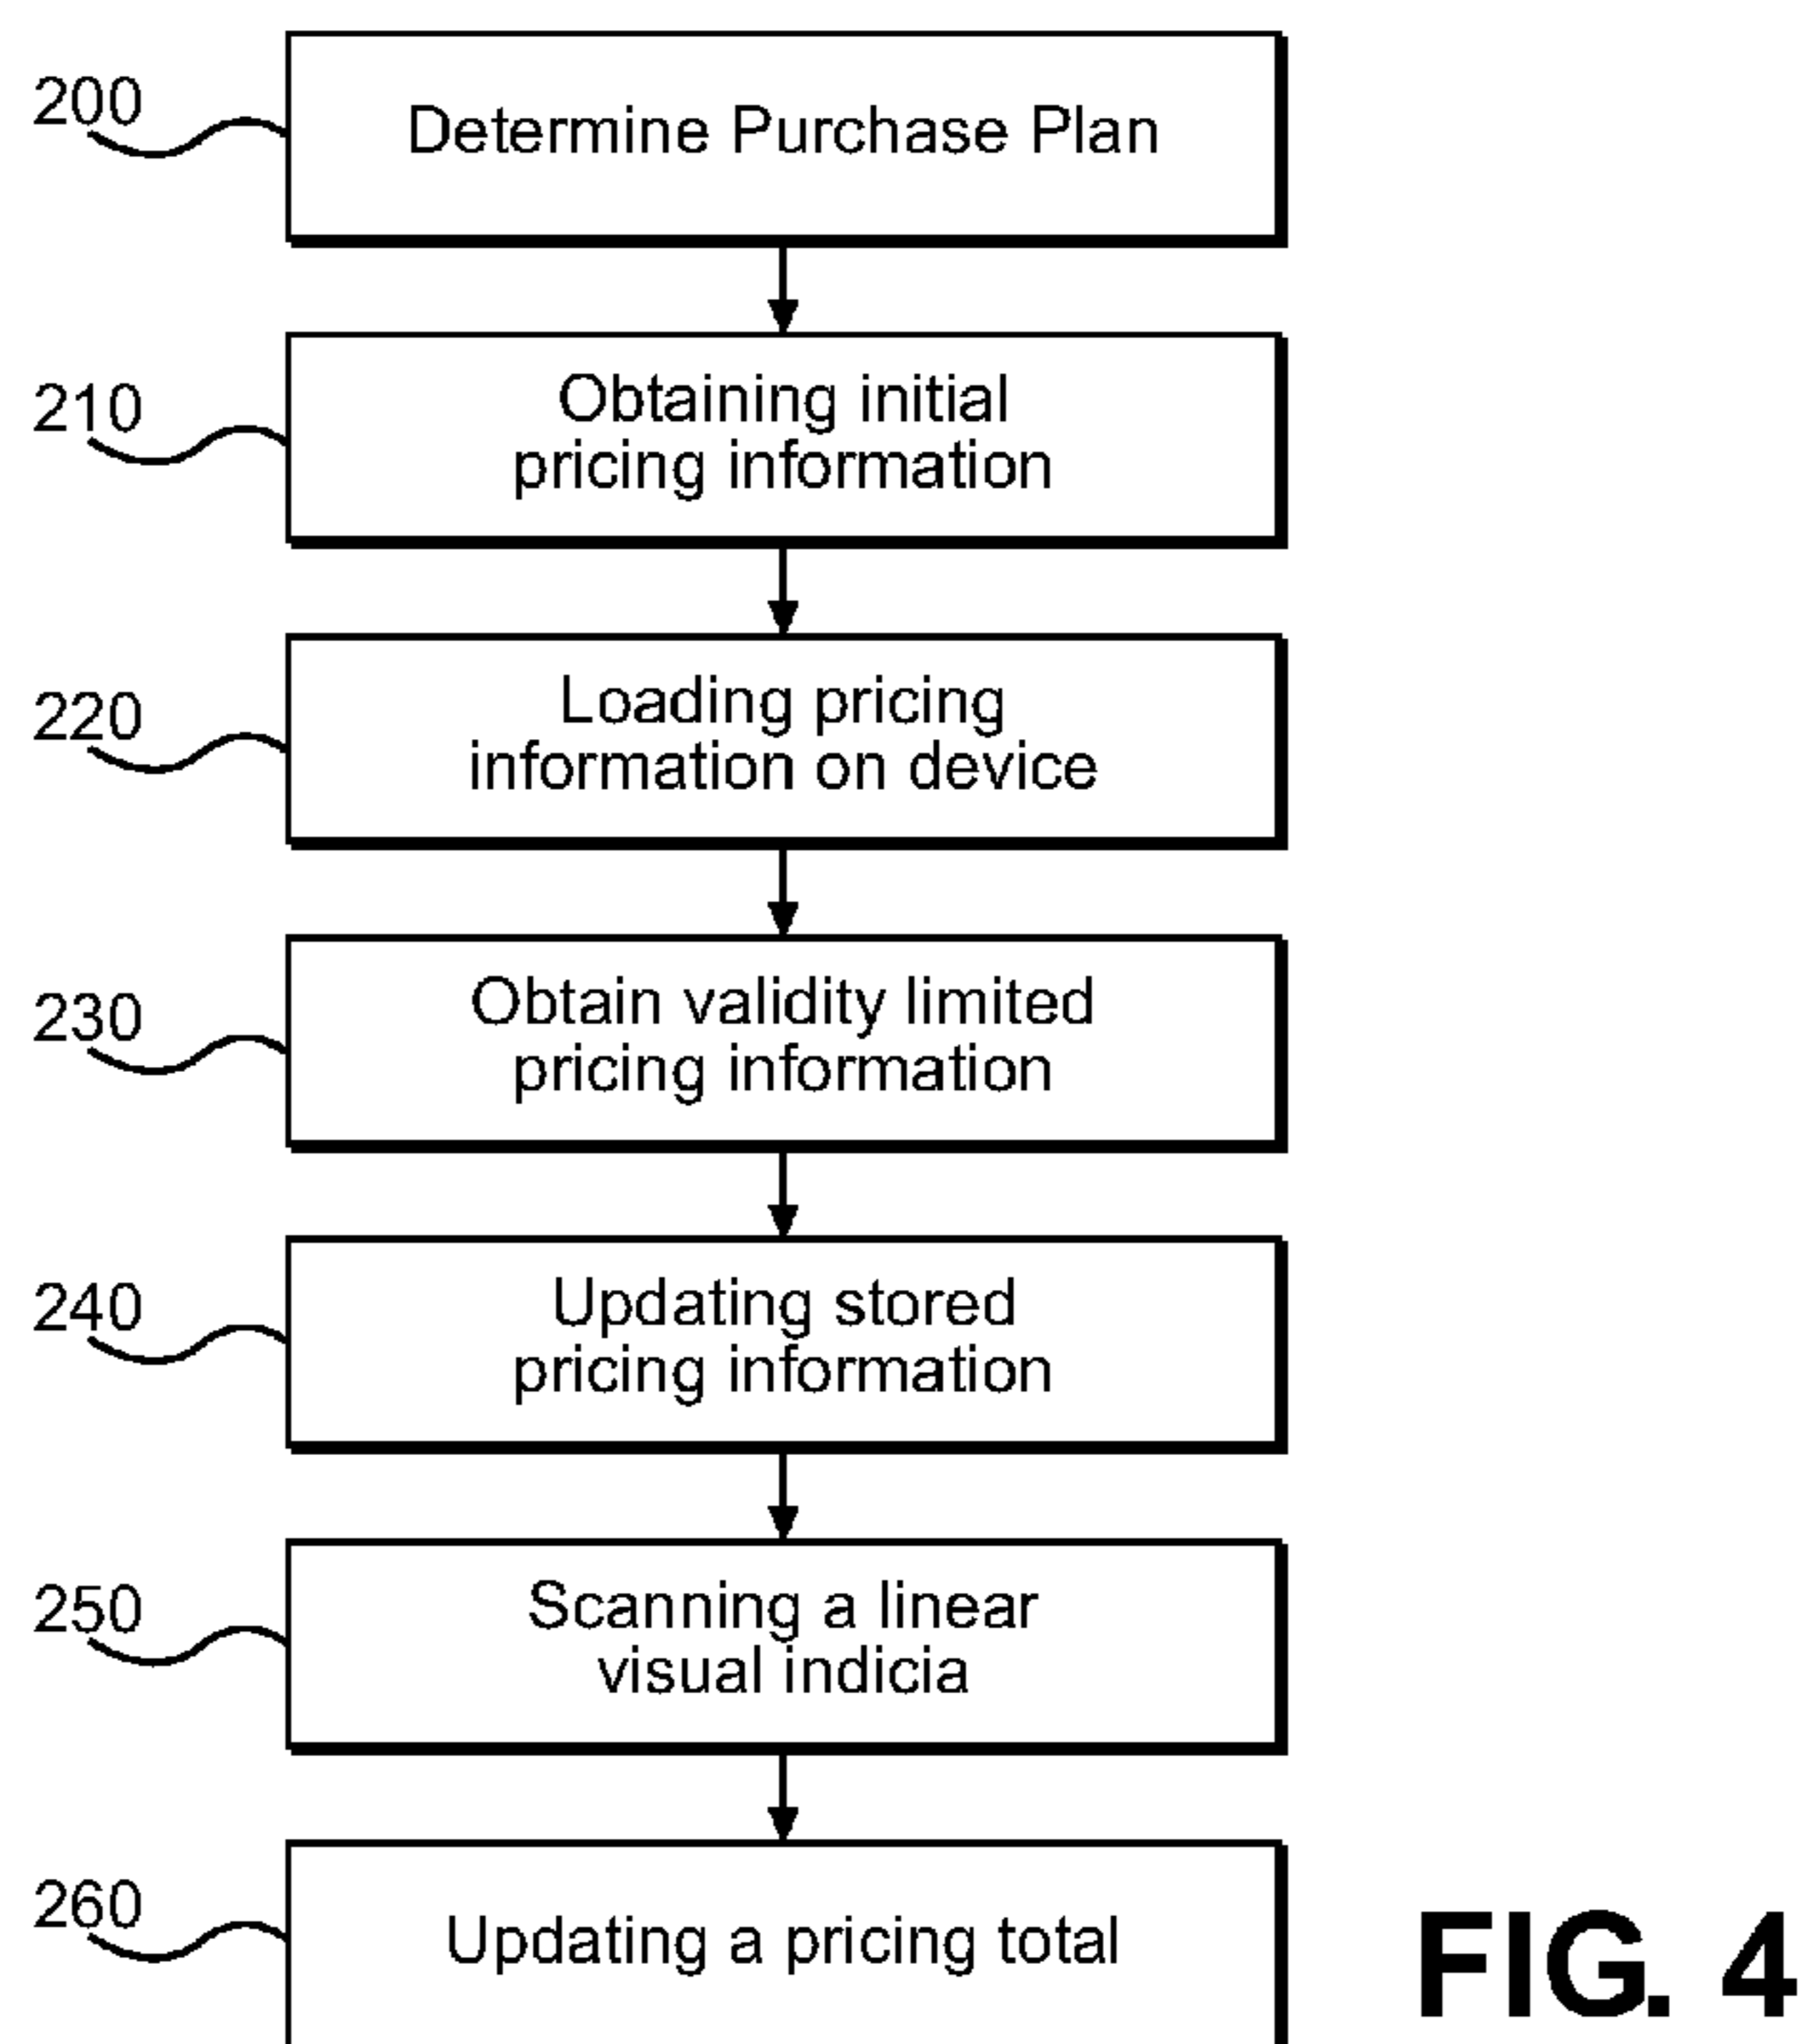 200
Determine Purchase Plan
210
Obtaining initial
pricing information
220
Loading pricing
information on device
230
Obtain validity limited
pricing information
240
Updating stored
pricing information
250
Scanning a linear
visual indicia
260
Updating a pricing total
FIG. 4